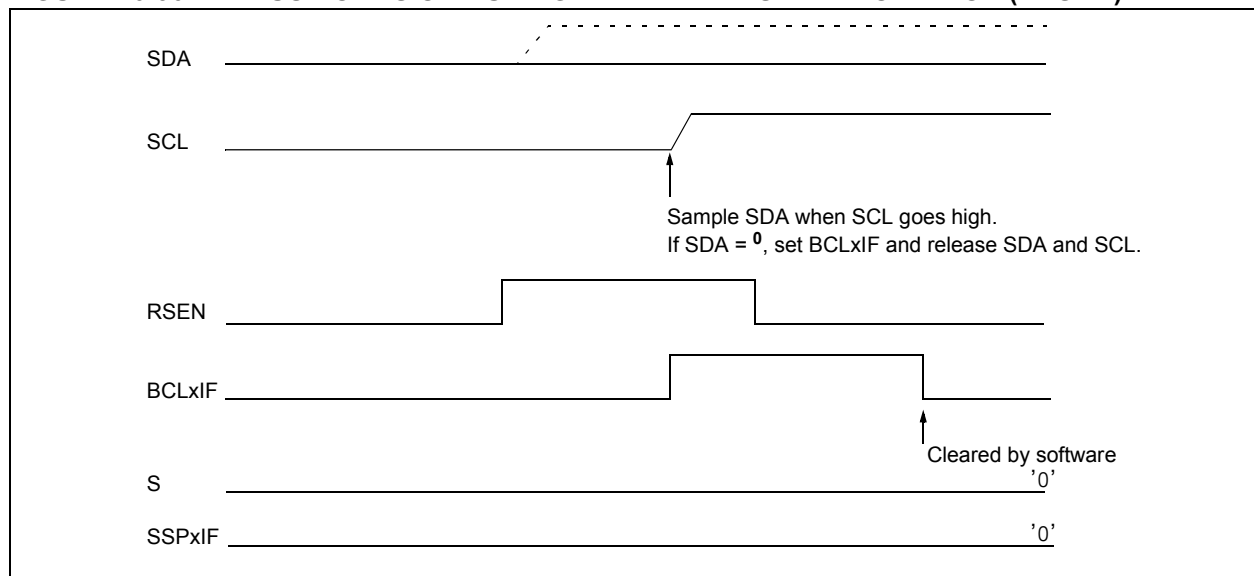 SDA
SCL
Sample SDA when SCL goes high.
If SDA = 0, set BCLxIF and release SDA and SCL.
RSEN
BCLxIF
Cleared by software
S
'0'
SSPxIF
'0'